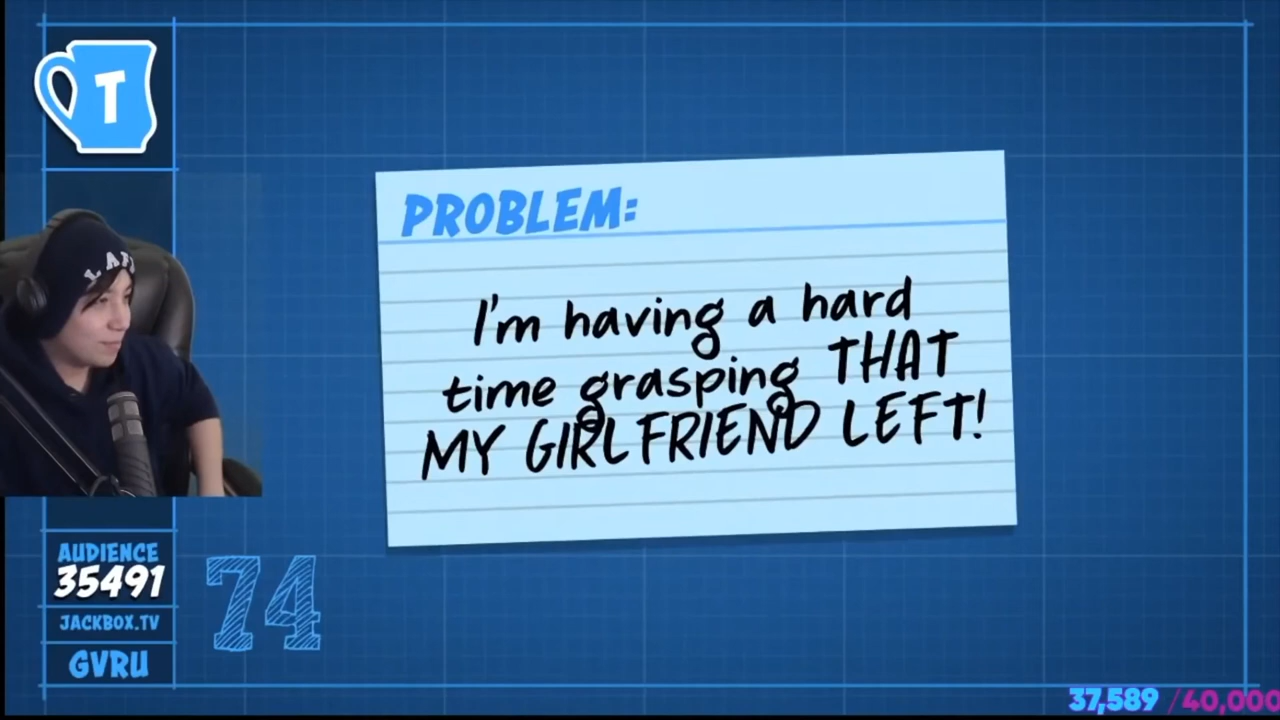 T
PROBLEM:
I'm having a hard
time grasping THAT
MY GIRLFRIEND LEFT!
AUDIENCE
35491
JACKBOX.TV
GVRU
74
37,589 /40,000